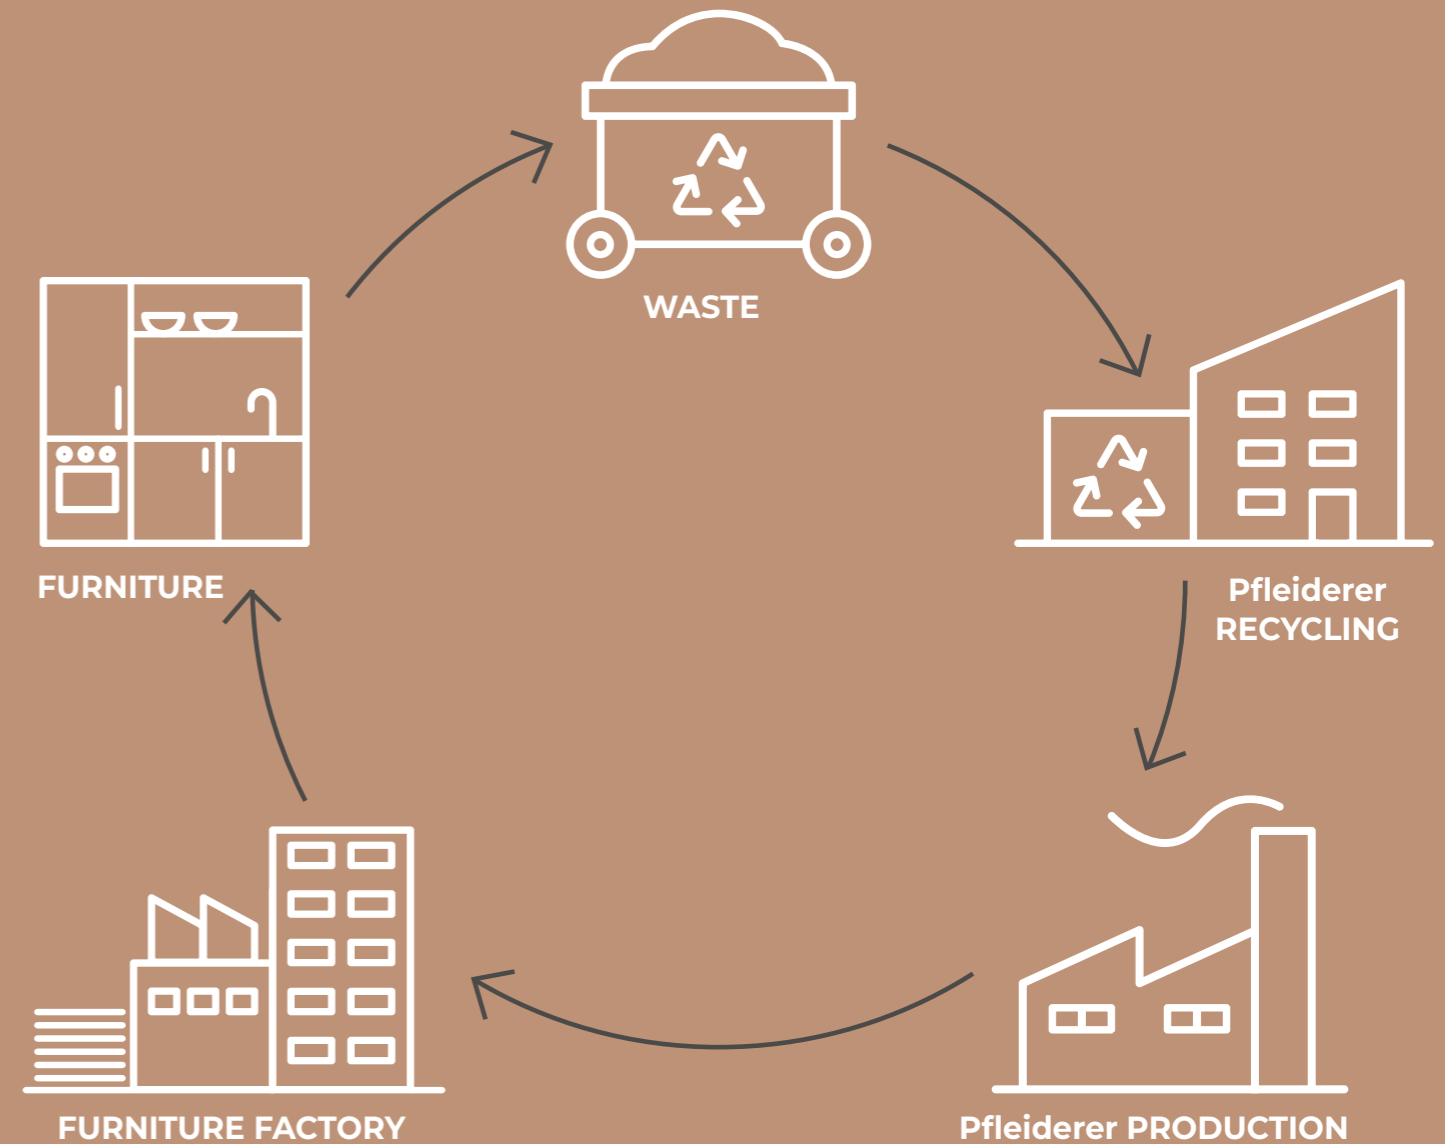 WASTE
FURNITURE
Pfleiderer
RECYCLING
FURNITURE FACTORY
Pfleiderer PRODUCTION